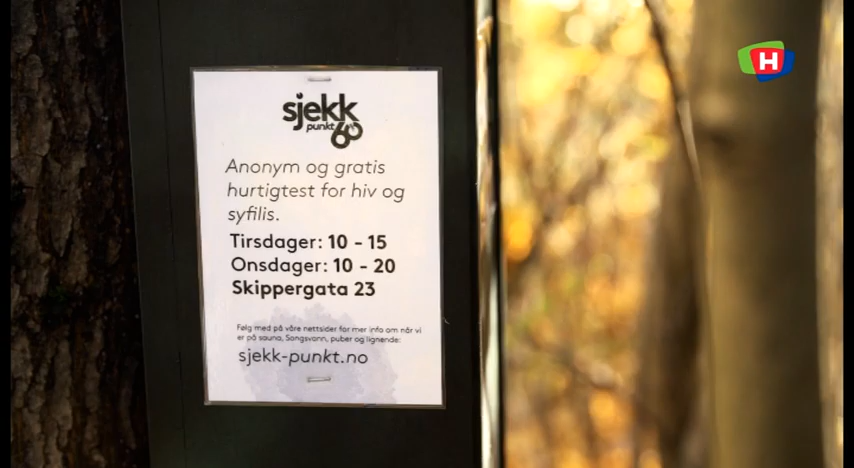 H
sjekk
punkt
Anonym og gratis
hurtigtest for hiv og
syfilis.
Tirsdager: 10 - 15
Onsdager: 10 - 20
Skippergata 23
Følg med på våre nettsider for mer info om når vi
er på sauna, Songsvann, puber og lignende:
sjekk-punkt.no